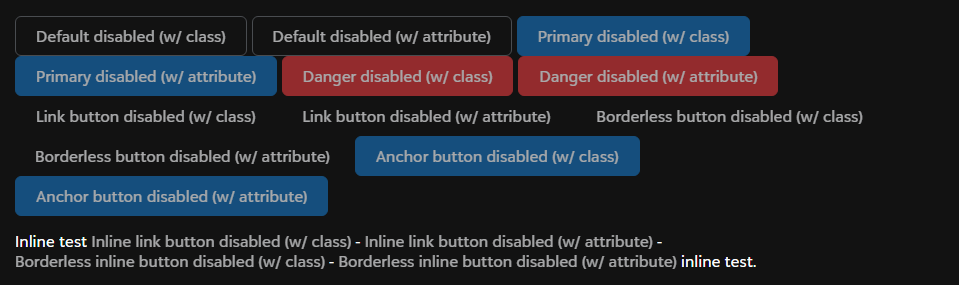 Default disabled (w/ class) Default disabled (w/ attribute) Primary disabled (w/ class)
Primary disabled (w/ attribute) Danger disabled (w/ class) Danger disabled (w/ attribute)
Link button disabled (w/ class) Link button disabled (w/ attribute) Borderless button disabled (w/ class)
Borderless button disabled (w/ attribute) Anchor button disabled (w/ class)
Anchor button disabled (w/ attribute)
Inline test Inline link button disabled (w/ class) - Inline link button disabled (w/ attribute) -
Borderless inline button disabled (w/ class) - Borderless inline button disabled (w/ attribute) inline test.